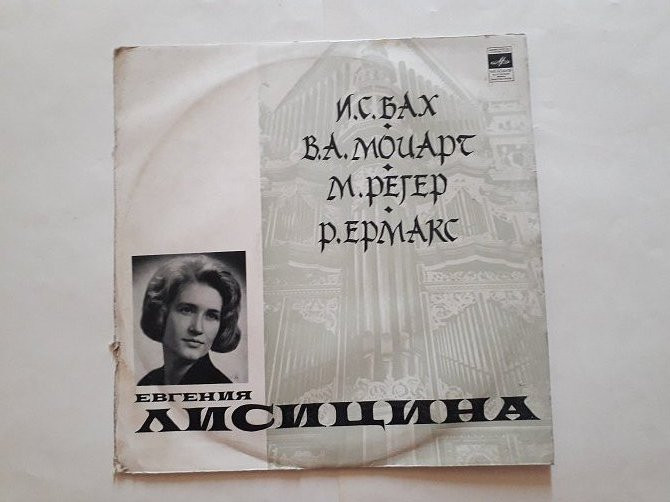 И.С. БАХ
В.А. МОЦАРТ
М. РЕГЕР
Р. ЕРМАКС
ЕВГЕНИЯ
ЛИСИЦИНА